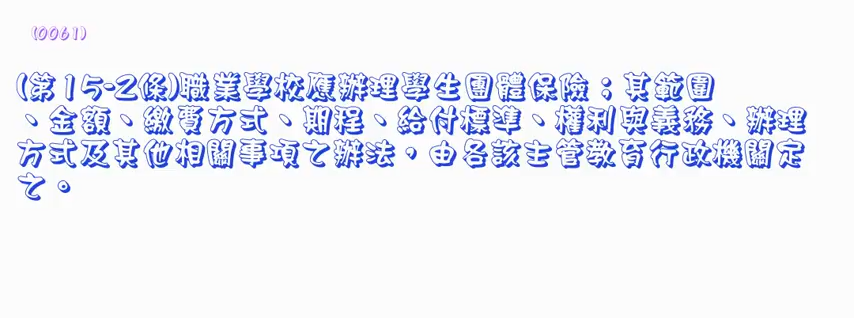 (0061)
(第15-2條)職業學校應辦理學生團體保險；其範圍
、金額、繳費方式、期程、給付標準、權利與義務、辦理
方式及其他相關事項之辦法，由各該主管教育行政機關定
之。